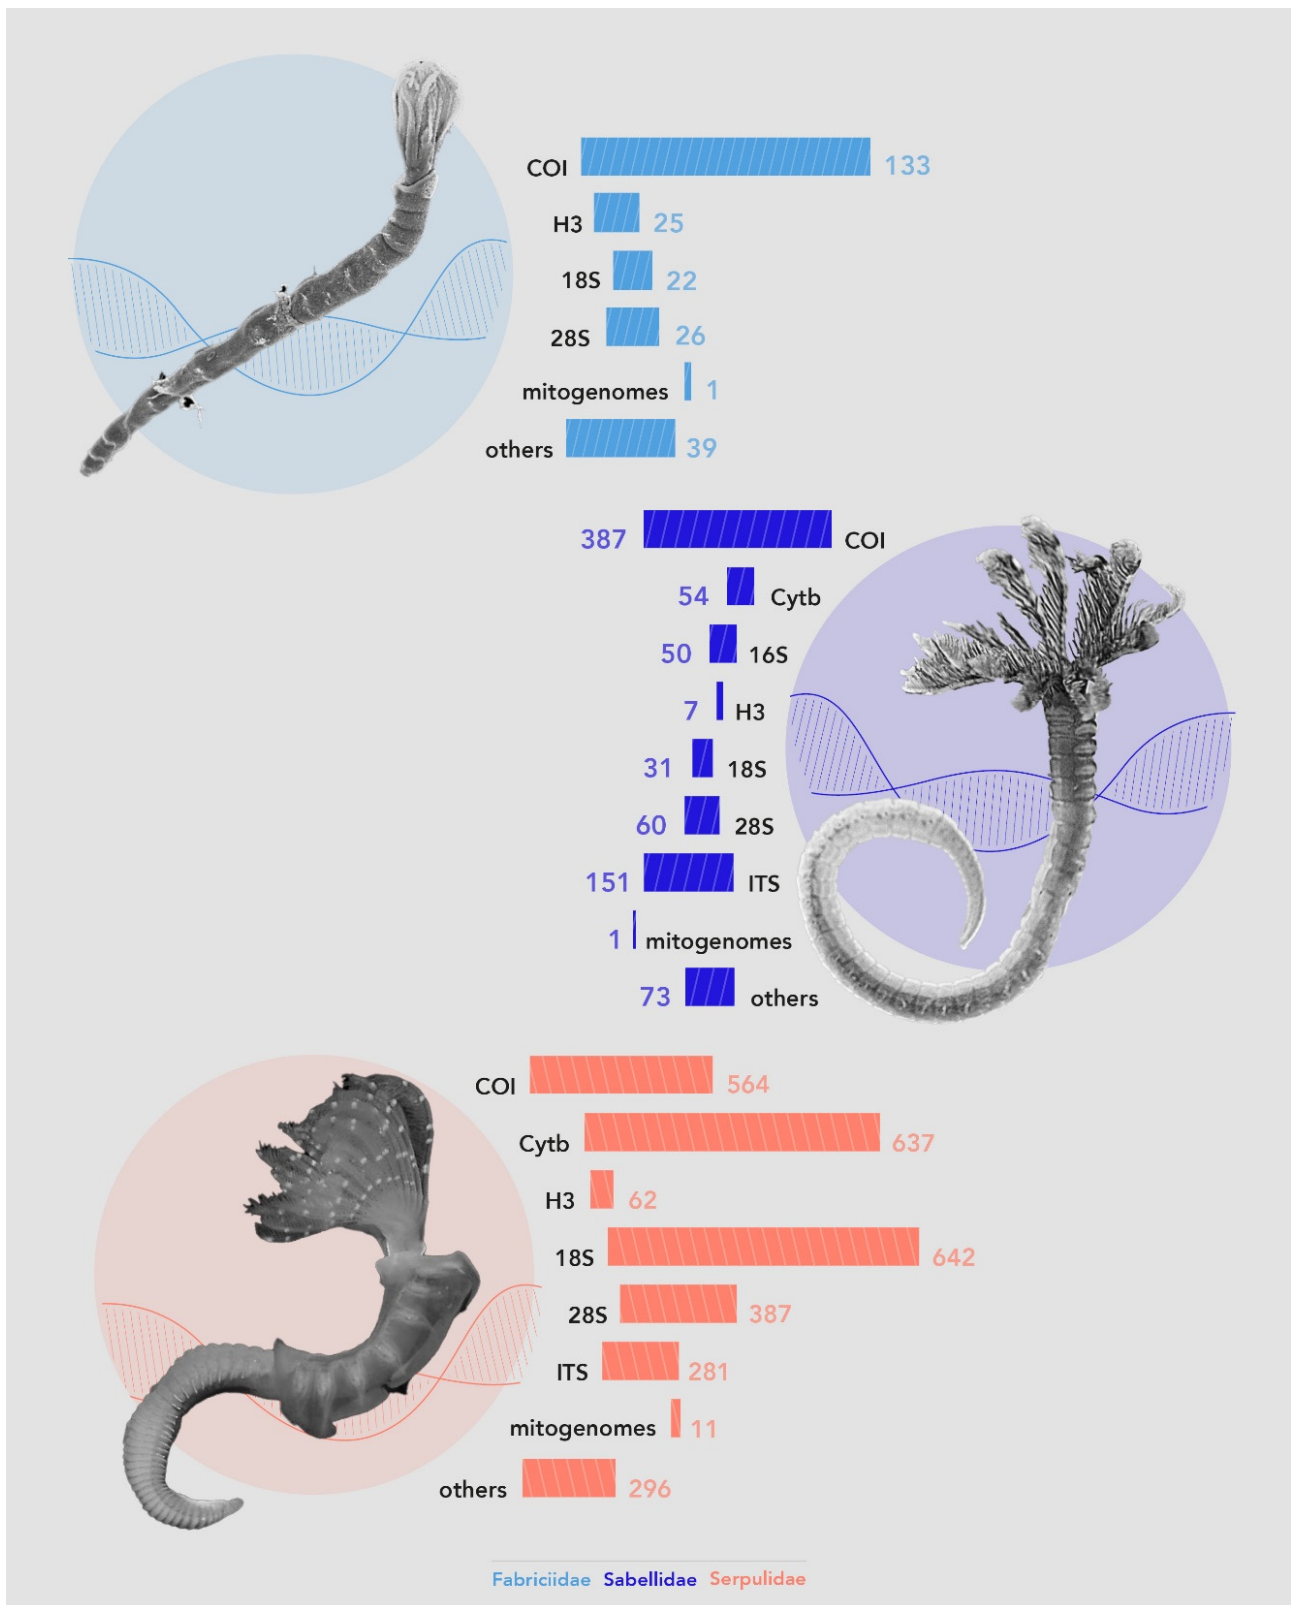 COI 133
H3 25
18S 22
28S 26
mitogenomes 1
others 39
387 COI
54 Cytb
50 16S
7 H3
31 18S
60 28S
151 ITS
1 mitogenomes
73 others
COI 564
Cytb 637
H3 62
18S 642
28S 387
ITS 281
mitogenomes 11
others 296
Fabriciidae Sabellidae Serpulidae